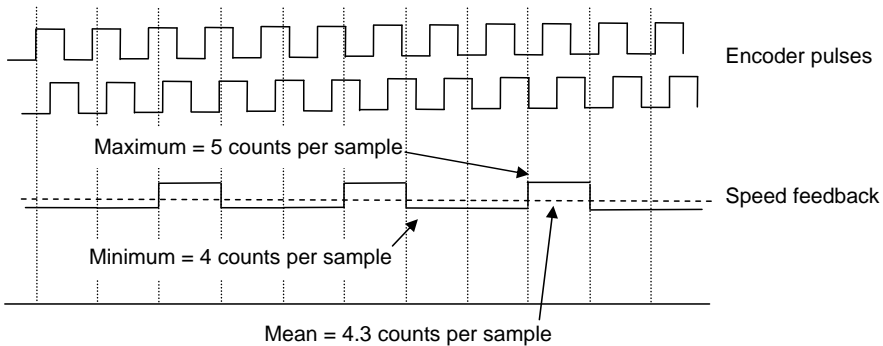 Encoder pulses
Maximum = 5 counts per sample
Speed feedback
Minimum = 4 counts per sample
Mean = 4.3 counts per sample